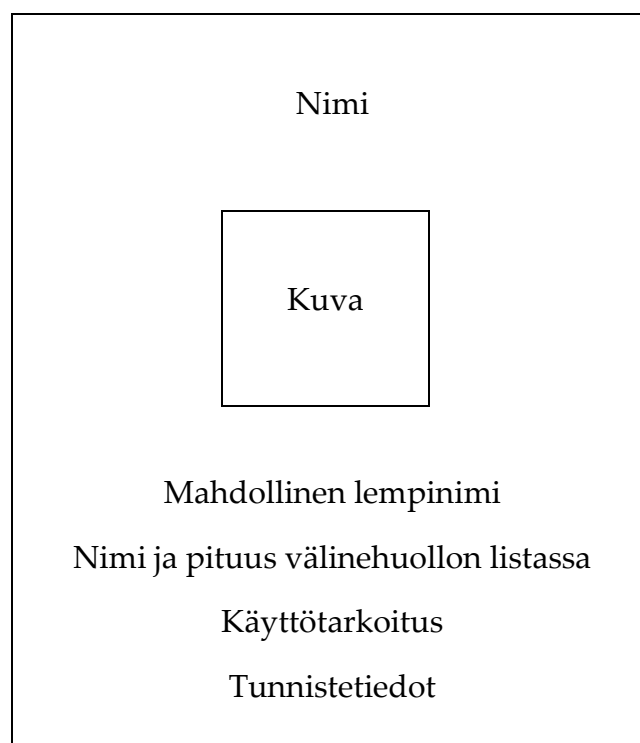 Nimi
Kuva
Mahdollinen lempinimi
Nimi ja pituus välinehuollon listassa
Käyttötarkoitus
Tunnistetiedot